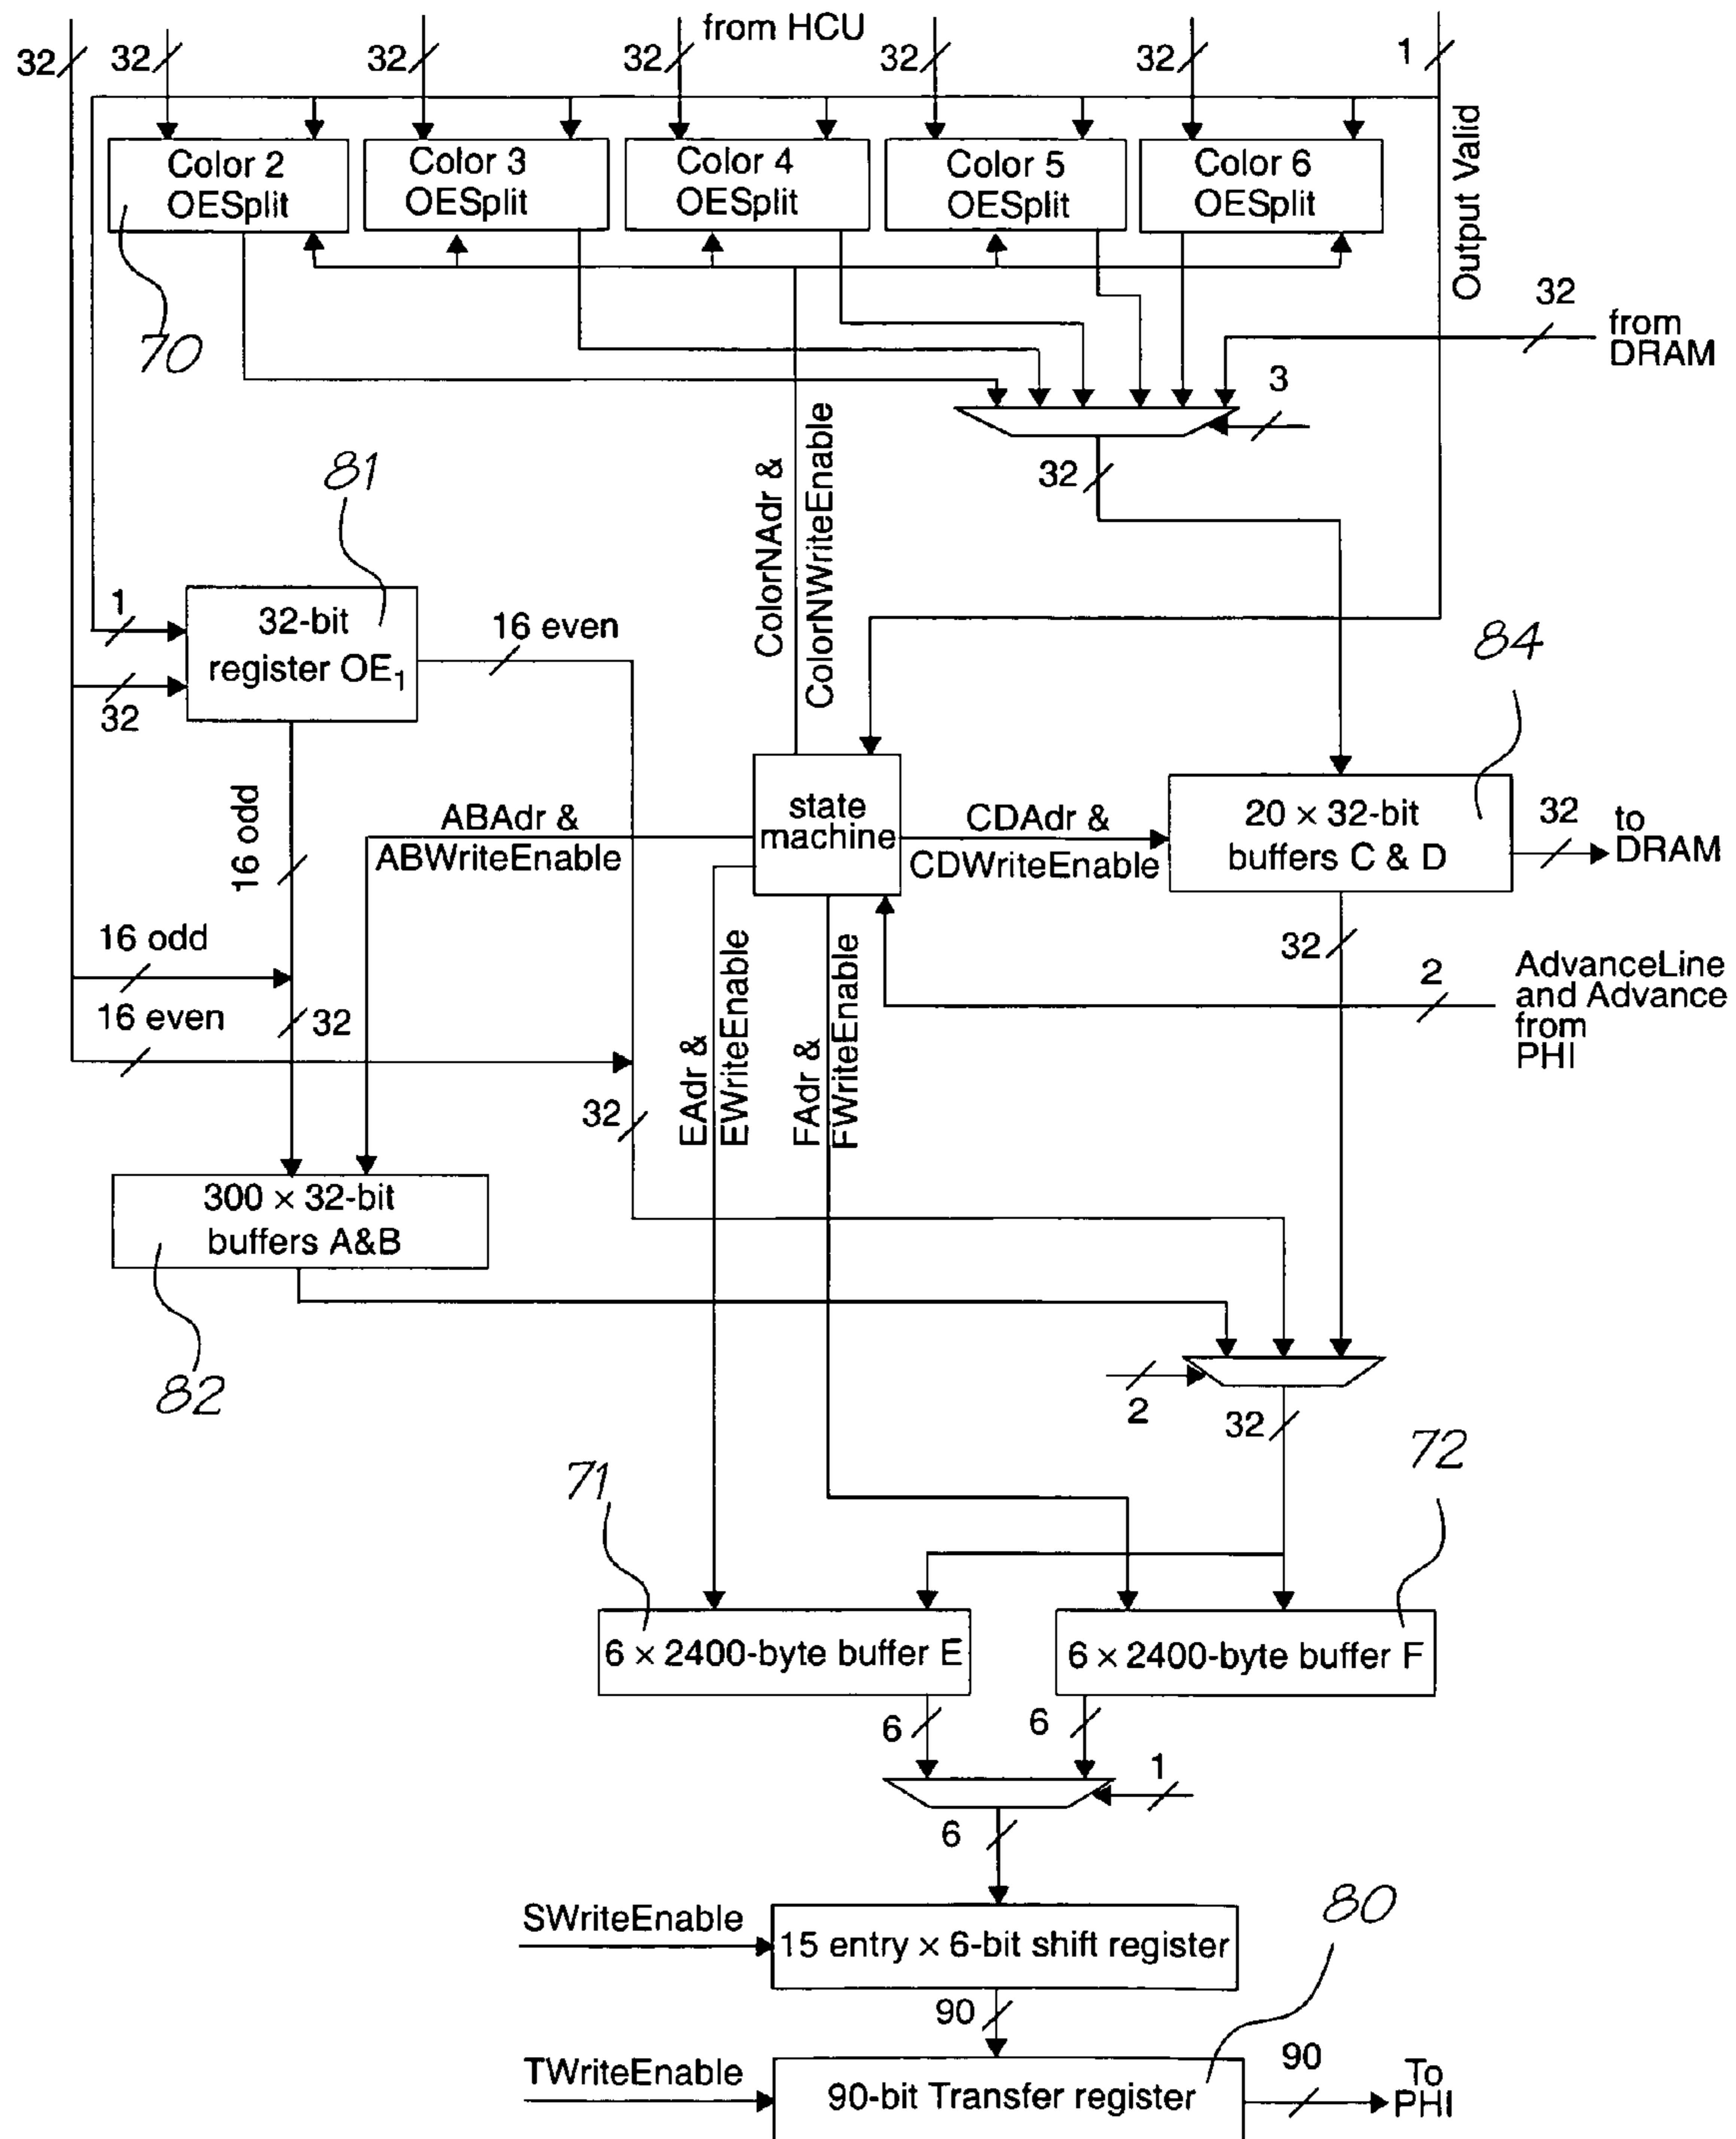 from HCU
32
32
32
32
32
32
1
Color 2
OESplit
Color 3
OESplit
Color 4
OESplit
Color 5
OESplit
Color 6
OESplit
Output Valid
70
32
from
DRAM
3
32
ColorNAdr &
ColorNWriteEnable
81
1
32-bit
register OE1
32
16 even
84
16 odd
ABAdr &
ABWriteEnable
state
machine
CDAdr &
CDWriteEnable
20 × 32-bit
buffers C & D
32
to
DRAM
16 odd
16 even
32
32
EAdr &
EWriteEnable
FAdr &
FWriteEnable
32
2
AdvanceLine
and Advance
from
PHI
300 × 32-bit
buffers A&B
82
2
32
71
72
6 × 2400-byte buffer E
6 × 2400-byte buffer F
6
6
1
6
SWriteEnable
15 entry × 6-bit shift register
80
90
TWriteEnable
90-bit Transfer register
90
To
PHI